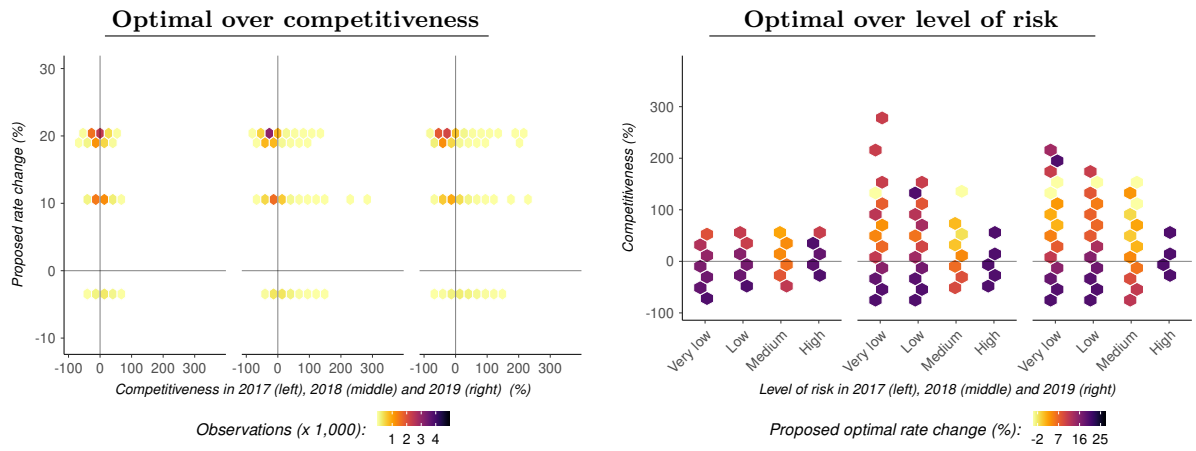 Optimal over competitiveness
Proposed rate change (%)
30
20
10
0
-10
-100 0 100 200 300
-100 0 100 200 300
-100 0 100 200 300
Competitiveness in 2017 (left), 2018 (middle) and 2019 (right) (%)
Observations (x 1,000):
1 2 3 4
Optimal over level of risk
Competitiveness (%)
300
200
100
0
-100
Very low Low Medium High
Very low Low Medium High
Very low Low Medium High
Level of risk in 2017 (left), 2018 (middle) and 2019 (right)
Proposed optimal rate change (%):
-2 7 16 25